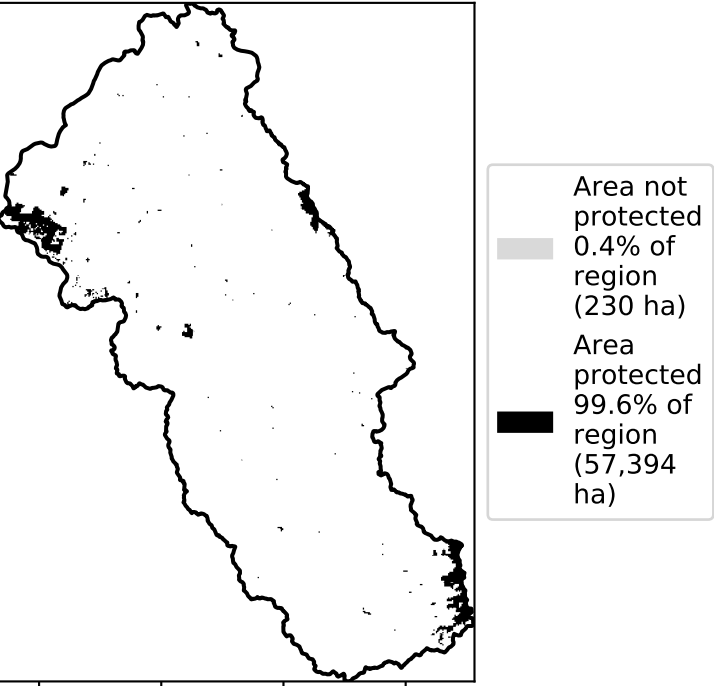 Area not
protected
0.4% of
region
(230 ha)
Area
protected
99.6% of
region
(57,394
ha)